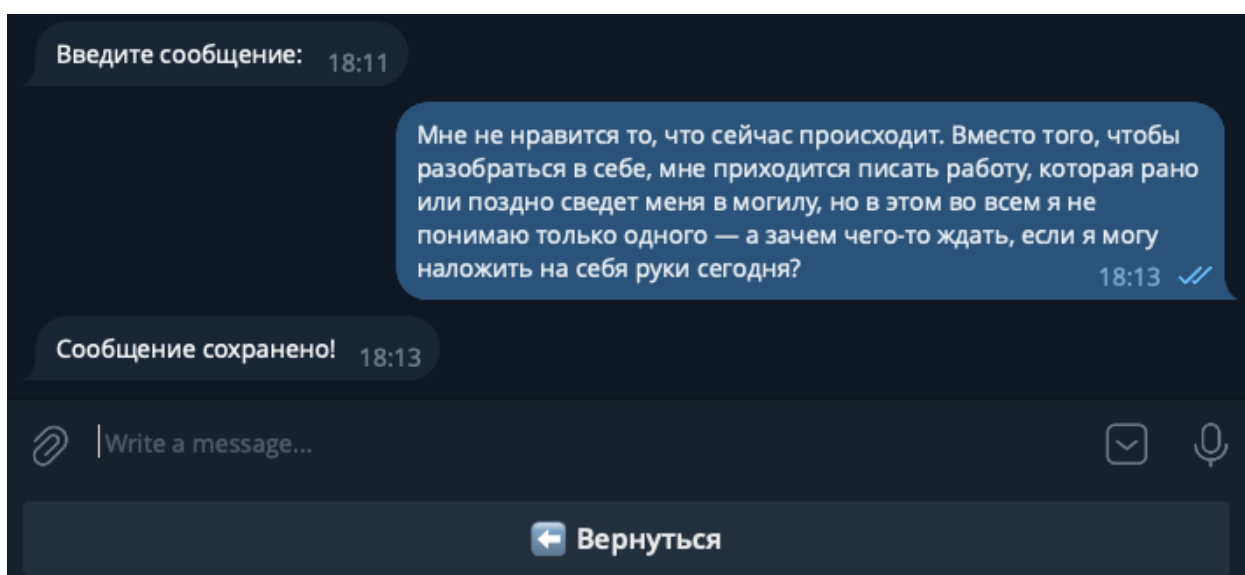 Введите сообщение: 18:11
Мне не нравится то, что сейчас происходит. Вместо того, чтобы
разобраться в себе, мне приходится писать работу, которая рано
или поздно сведет меня в могилу, но в этом во всем я не
понимаю только одного — а зачем чего-то ждать, если я могу
наложить на себя руки сегодня? 18:13
Сообщение сохранено! 18:13
Write a message...
Вернуться